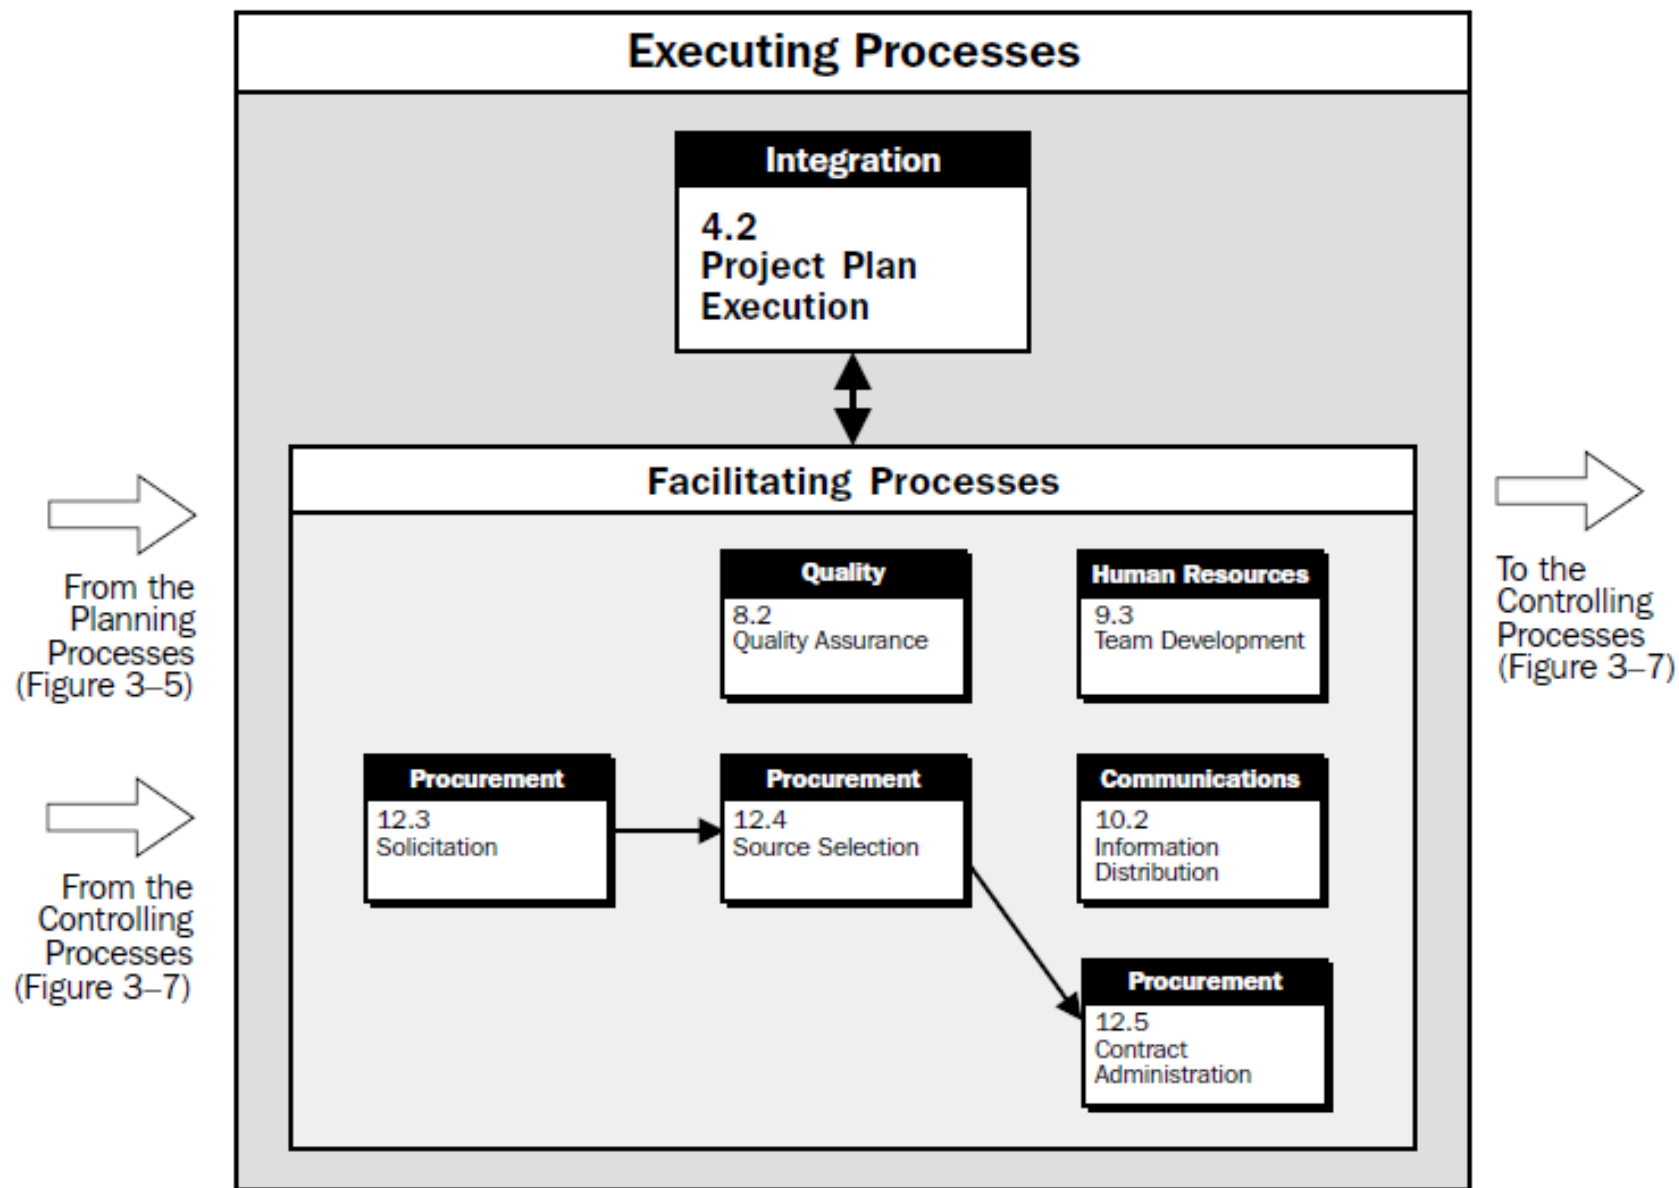 Executing Processes
Integration
4.2
Project Plan
Execution
Facilitating Processes
From the
Planning
Processes
(Figure 3–5)
To the
Controlling
Processes
(Figure 3–7)
Quality
8.2
Quality Assurance
Human Resources
9.3
Team Development
From the
Controlling
Processes
(Figure 3–7)
Procurement
12.3
Solicitation
Procurement
12.4
Source Selection
Communications
10.2
Information
Distribution
Procurement
12.5
Contract
Administration